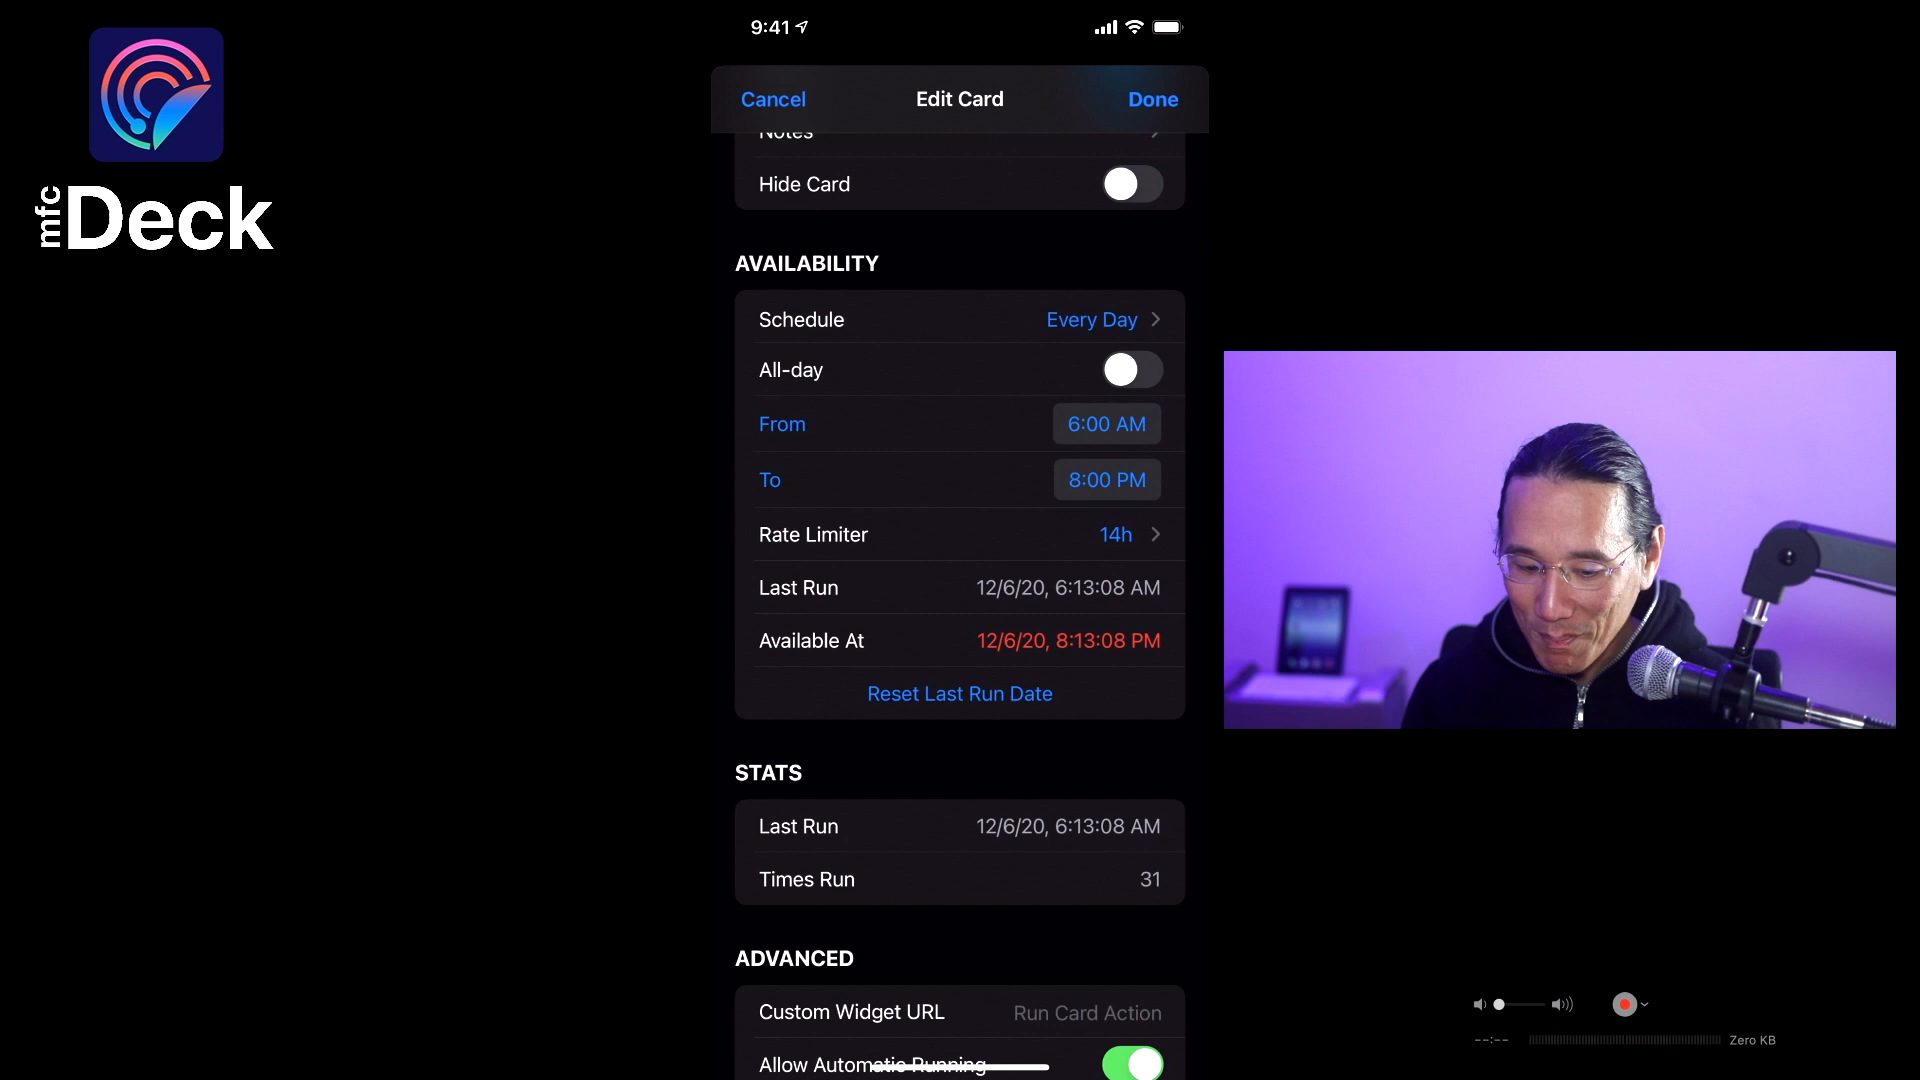 9:41
Cancel
Edit Card
Done
mfc Deck
Notes
Hide Card
AVAILABILITY
Schedule Every Day
All-day
From 6:00 AM
To 8:00 PM
Rate Limiter 14h
Last Run 12/6/20, 6:13:08 AM
Available At 12/6/20, 8:13:08 PM
Reset Last Run Date
STATS
Last Run 12/6/20, 6:13:08 AM
Times Run 31
ADVANCED
Custom Widget URL Run Card Action
Allow Automatic Running
--:--
Zero KB